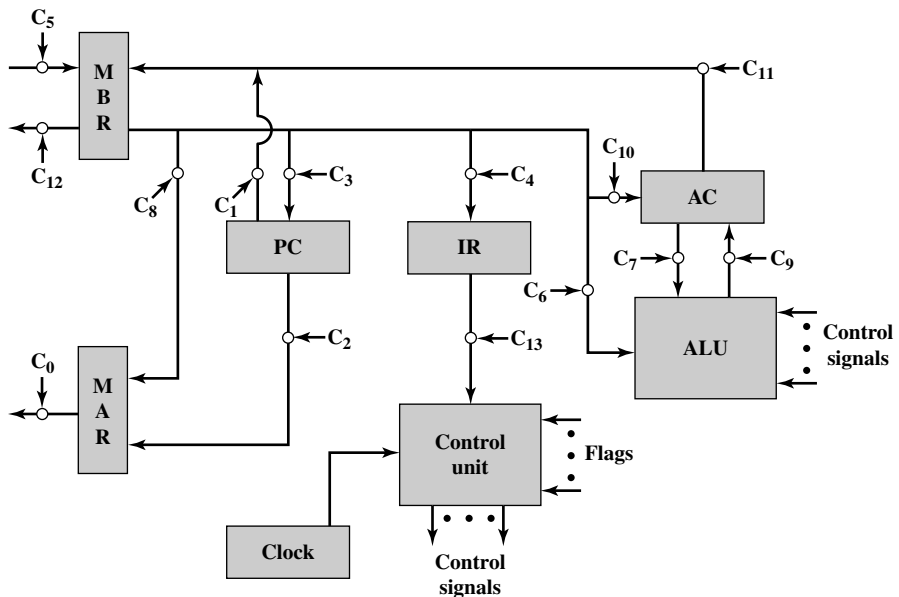 C5
M
B
R
C11
C12
C8
C1
C3
C4
C10
AC
PC
IR
C7
C9
C6
C2
C13
ALU
Control
signals
C0
M
A
R
Control
unit
Flags
Clock
Control
signals